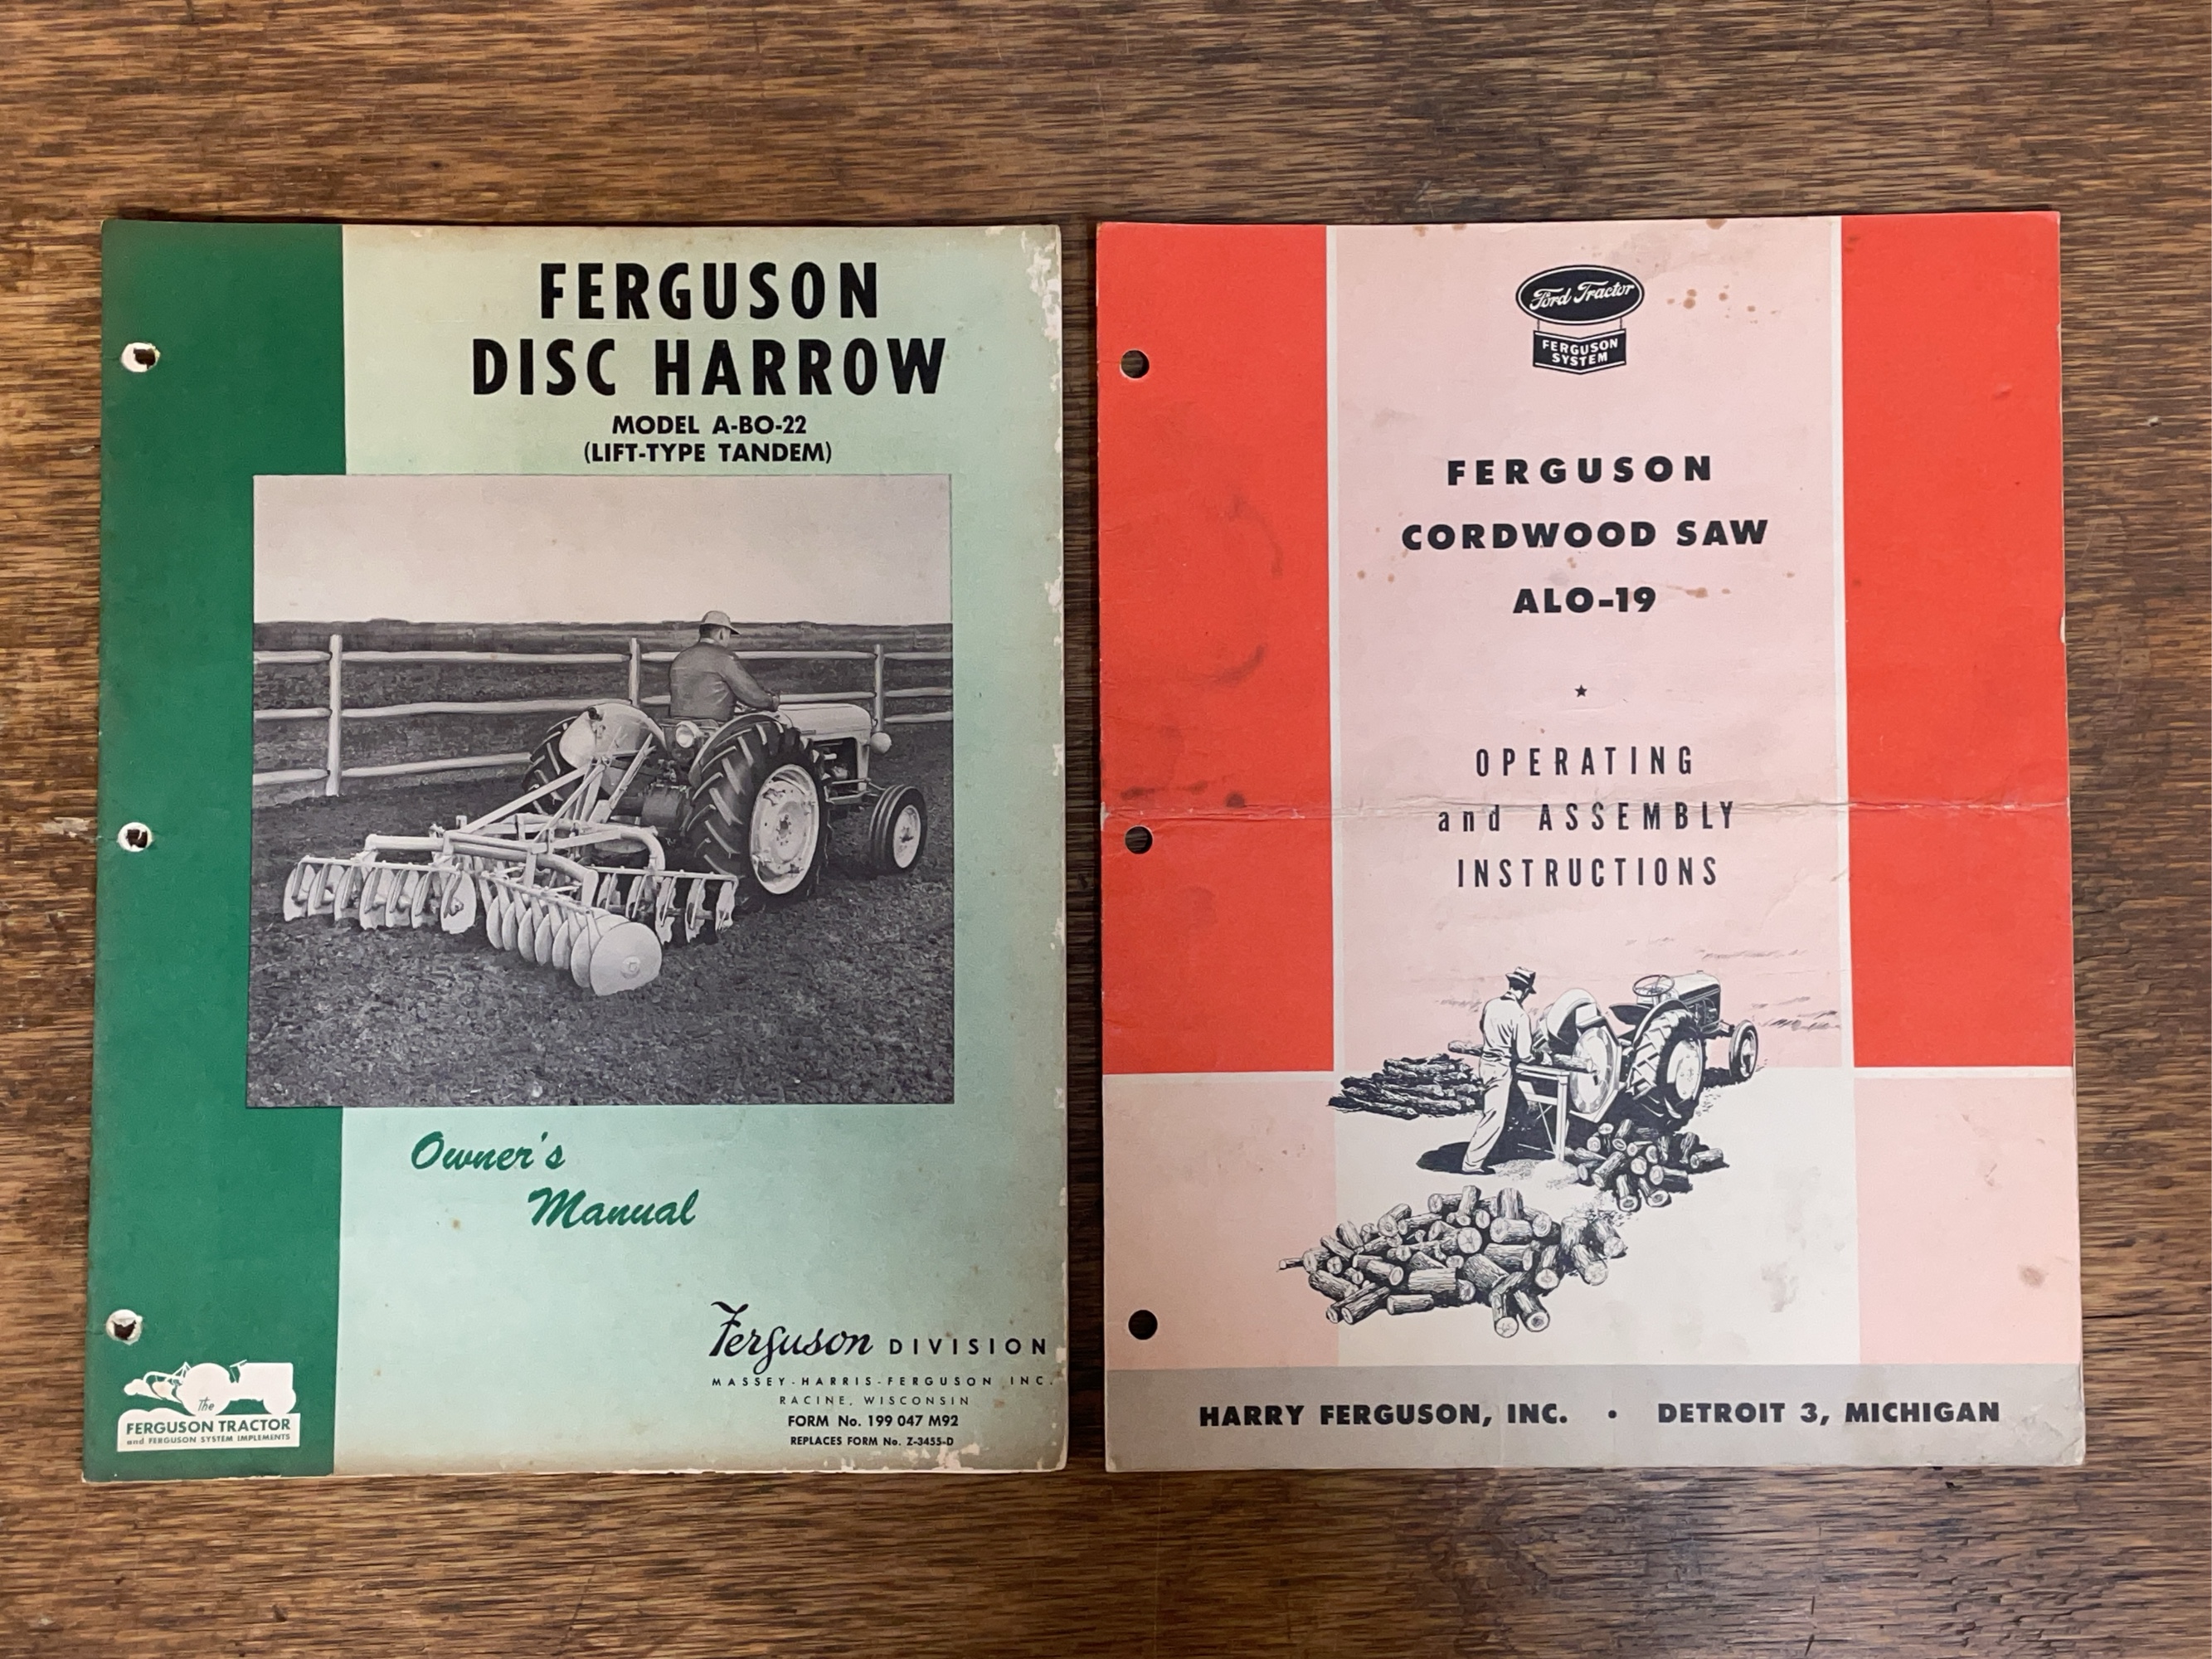 FERGUSON
DISC HARROW
MODEL A-BO-22
(LIFT-TYPE TANDEM)
Owner's
Manual
Ferguson DIVISION
MASSEY-HARRIS-FERGUSON INC.
RACINE, WISCONSIN
FORM No. 199 047 M92
REPLACES FORM No. Z-3455-D
The
FERGUSON TRACTOR
and FERGUSON SYSTEM IMPLEMENTS
Ford Tractor
FERGUSON
SYSTEM
FERGUSON
CORDWOOD SAW
ALO-19
OPERATING
and ASSEMBLY
INSTRUCTIONS
HARRY FERGUSON, INC. • DETROIT 3, MICHIGAN